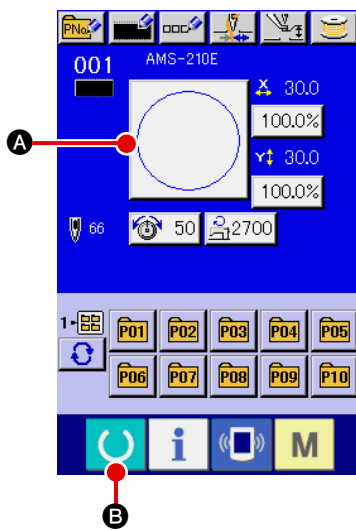 PNo.
001 AMS-210E
X 30.0
100.0%
A
Y 30.0
100.0%
66 50 2700
1-
P01 P02 P03 P04 P05
P06 P07 P08 P09 P10
i M
B